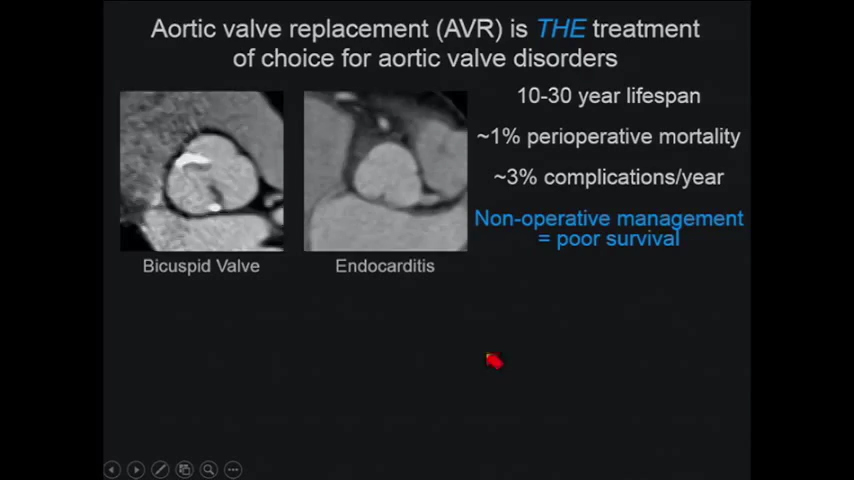 Aortic valve replacement (AVR) is THE treatment
of choice for aortic valve disorders
10-30 year lifespan
~1% perioperative mortality
~3% complications/year
Non-operative management
= poor survival
Bicuspid Valve
Endocarditis